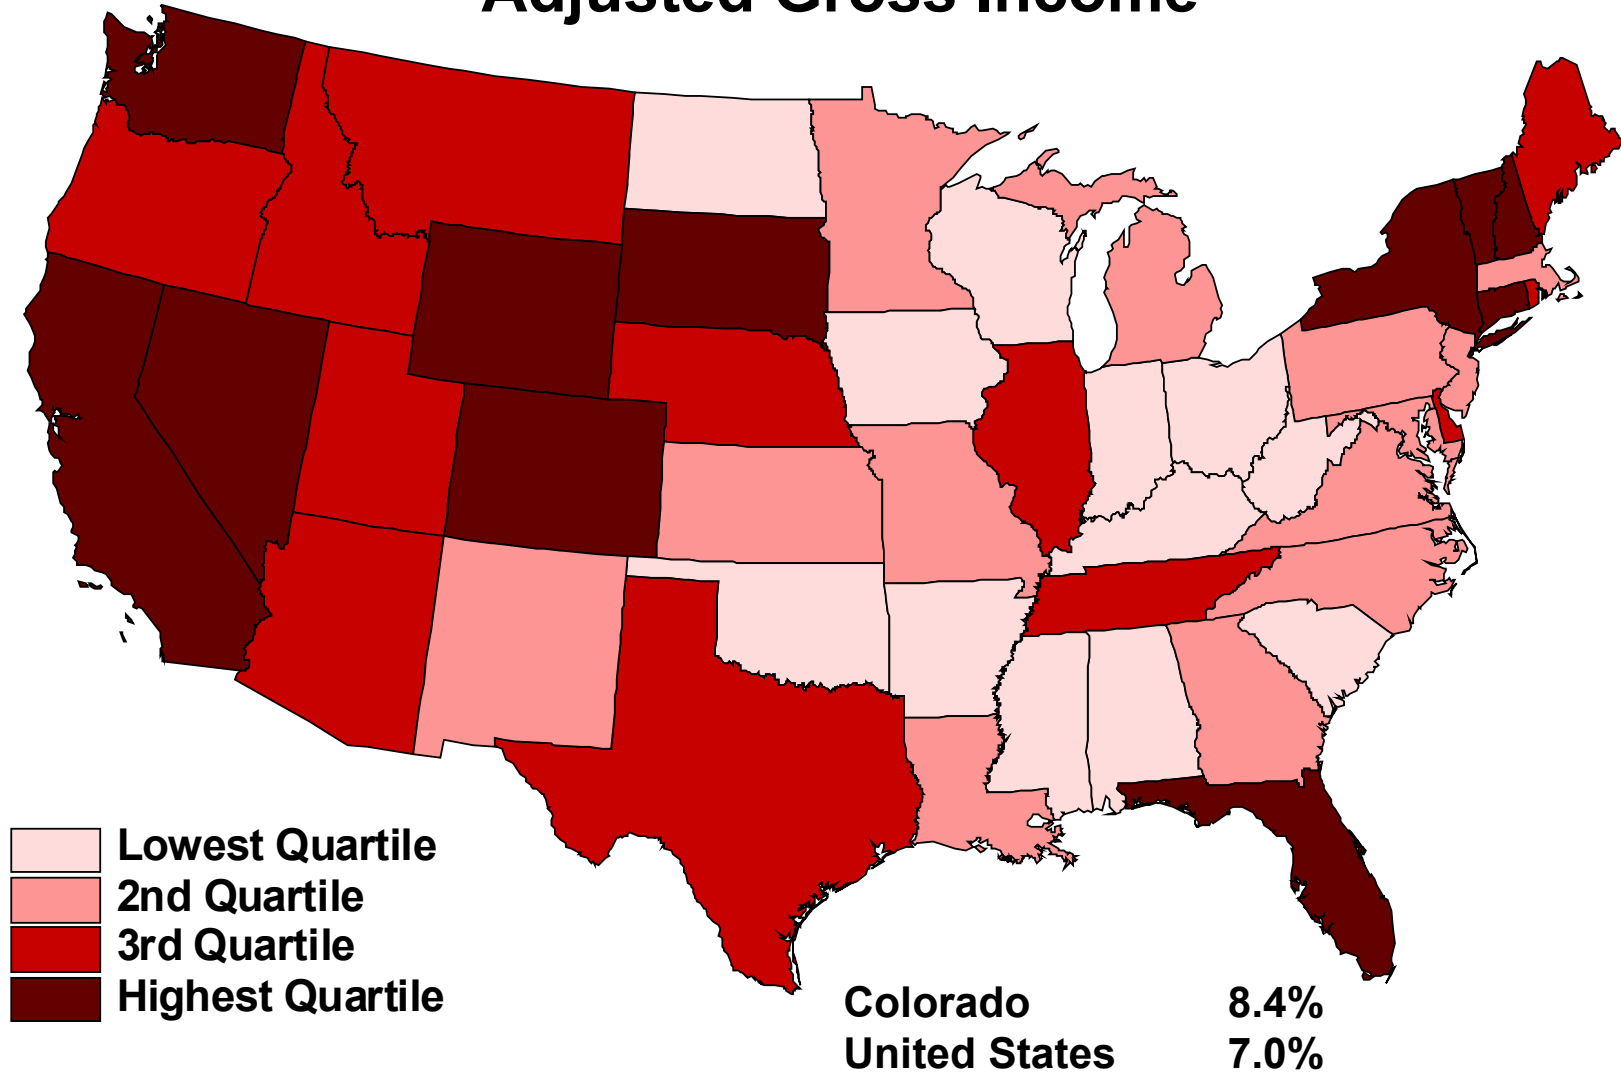 Adjusted Gross Income
Lowest Quartile
2nd Quartile
3rd Quartile
Highest Quartile
Colorado 8.4%
United States 7.0%